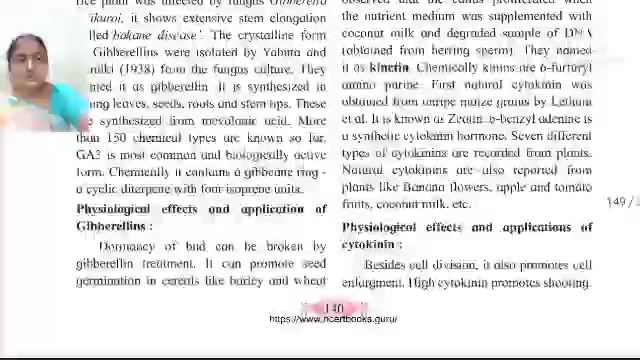 rice plant was infected by fungus Gibberella
it shows extensive stem elongation
bakane disease'. The crystalline form
Gibberellins were isolated by Yabuta and
(1938) from the fungus culture. They
it as gibberellin. It is synthesized in
leaves, seeds, roots and stem tips. These
synthesized from mevalonic acid. More
than 150 chemical types are known so far.
GA3 is most common and biologically active
form. Chemically it contains a gibbeane ring -
a cyclic diterpene with four isoprene units.
Physiological effects and application of
Gibberellins :
Dormancy of bud can be broken by
gibberellin treatment. It can promote seed
germination in cereals like barley and wheat
observed that the callus proliferated when
the nutrient medium was supplemented with
coconut milk and degraded sample of DNA
(obtained from herring sperm). They named
it as kinetin. Chemically kinins are 6-furfuryl
amino purine. First natural cytokinin was
obtained from unripe maize grains by Letham
et al. It is known as Zeatin. 6-benzyl adenine is
a synthetic cytokinin hormone. Seven different
types of cytokinins are recorded from plants.
Natural cytokinins are also reported from
plants like Banana flowers, apple and tomato
fruits, coconut milk, etc.
Physiological effects and applications of
cytokinin :
Besides cell division, it also promotes cell
enlargment. High cytokinin promotes shooting.
149/
140
https://www.ncertbooks.guru/